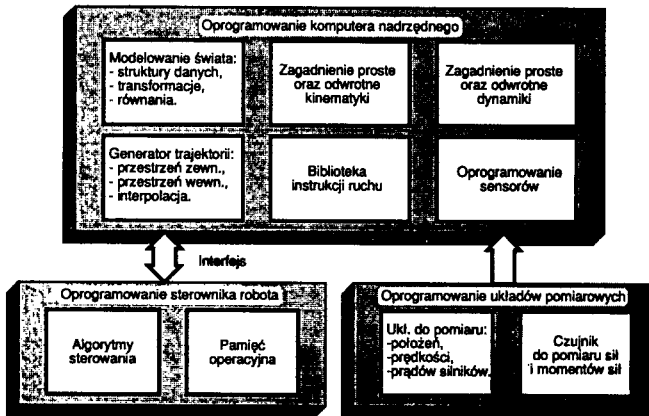 Oprogramowanie komputera nadrzędnego
Modelowanie świata:
- struktury danych,
- transformacje,
- równania.
Zagadnienie proste
oraz odwrotne
kinematyki
Zagadnienie proste
oraz odwrotne
dynamiki
Generator trajektorii:
- przestrzeń zewn.,
- przestrzeń wewn.,
- interpolacja.
Biblioteka
instrukcji ruchu
Oprogramowanie
sensorów
Interfejs
Oprogramowanie sterownika robota
Algorytmy
sterowania
Pamięć
operacyjna
Oprogramowanie układów pomiarowych
Ukł. do pomiaru:
-położeń,
-prędkości,
-prądów silników.
Czujnik
do pomiaru sił
i momentów sił